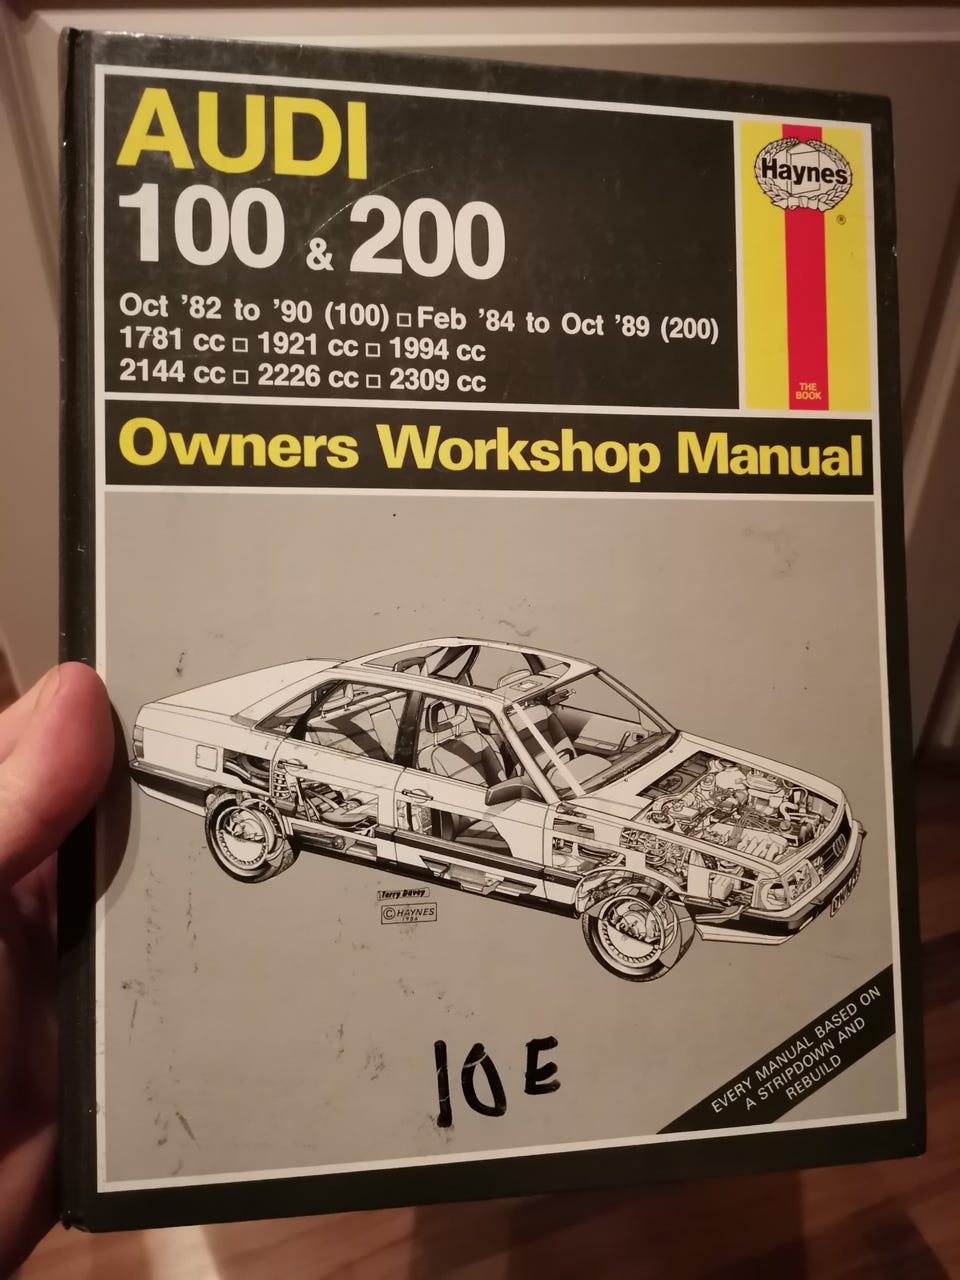 AUDI
100 & 200
Oct '82 to '90 (100) □ Feb '84 to Oct '89 (200)
1781 cc □ 1921 cc □ 1994 cc
2144 cc □ 2226 cc □ 2309 cc
Haynes
®
THE
BOOK
Owners Workshop Manual
Terry Davey
© HAYNES
1986
10E
EVERY MANUAL BASED ON
A STRIPDOWN AND
REBUILD